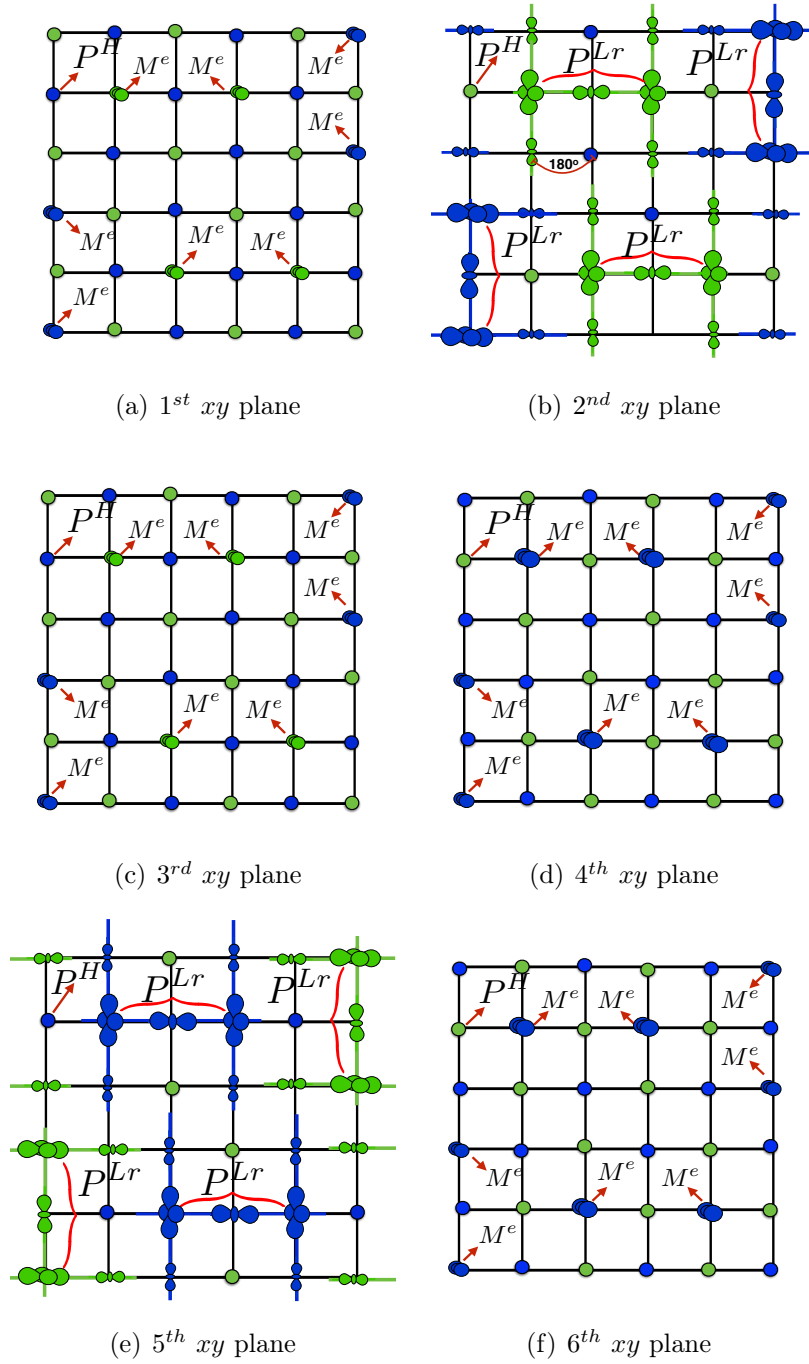 P^H M^e M^e M^e
M^e
M^e M^e M^e
M^e
(a) 1^{st} xy plane
P^H P^{Lr} P^{Lr}
180º
P^{Lr} P^{Lr}
(b) 2^{nd} xy plane
P^H M^e M^e M^e
M^e
M^e M^e M^e
M^e
(c) 3^{rd} xy plane
P^H M^e M^e M^e
M^e
M^e M^e M^e
M^e
(d) 4^{th} xy plane
P^H P^{Lr} P^{Lr}
P^{Lr} P^{Lr}
(e) 5^{th} xy plane
P^H M^e M^e M^e
M^e
M^e M^e M^e
M^e
(f) 6^{th} xy plane